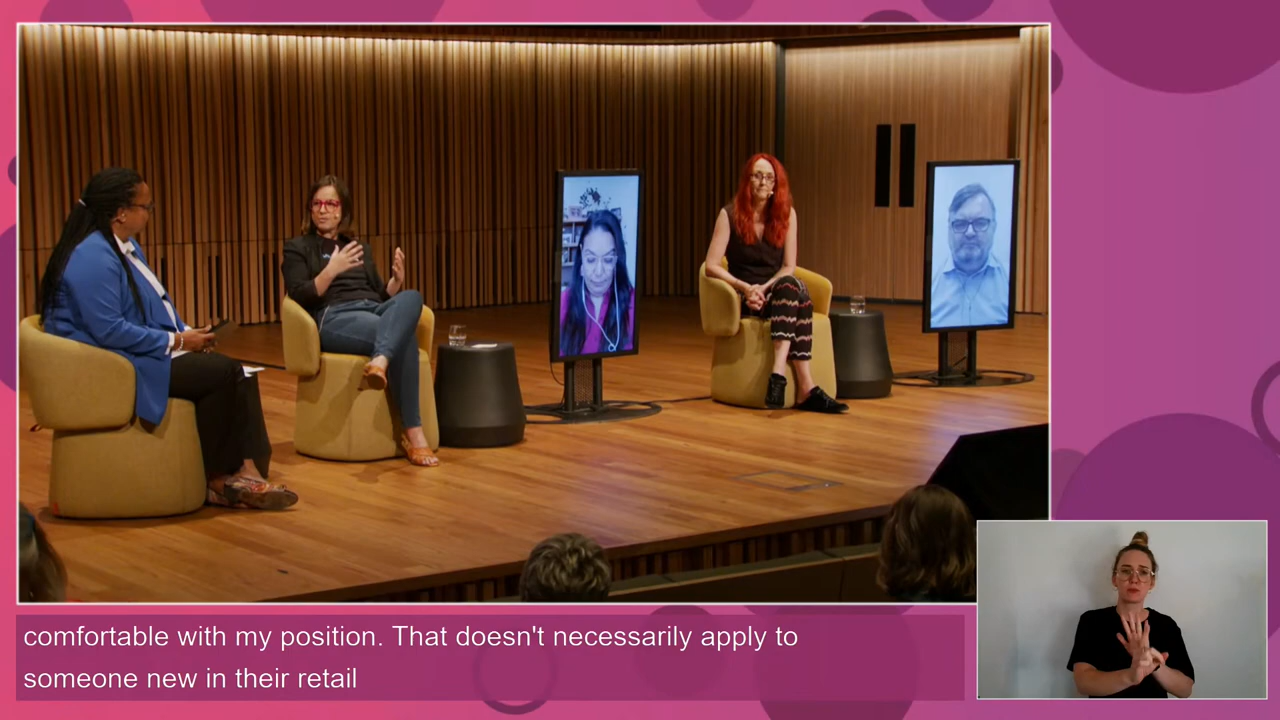 comfortable with my position. That doesn't necessarily apply to
someone new in their retail